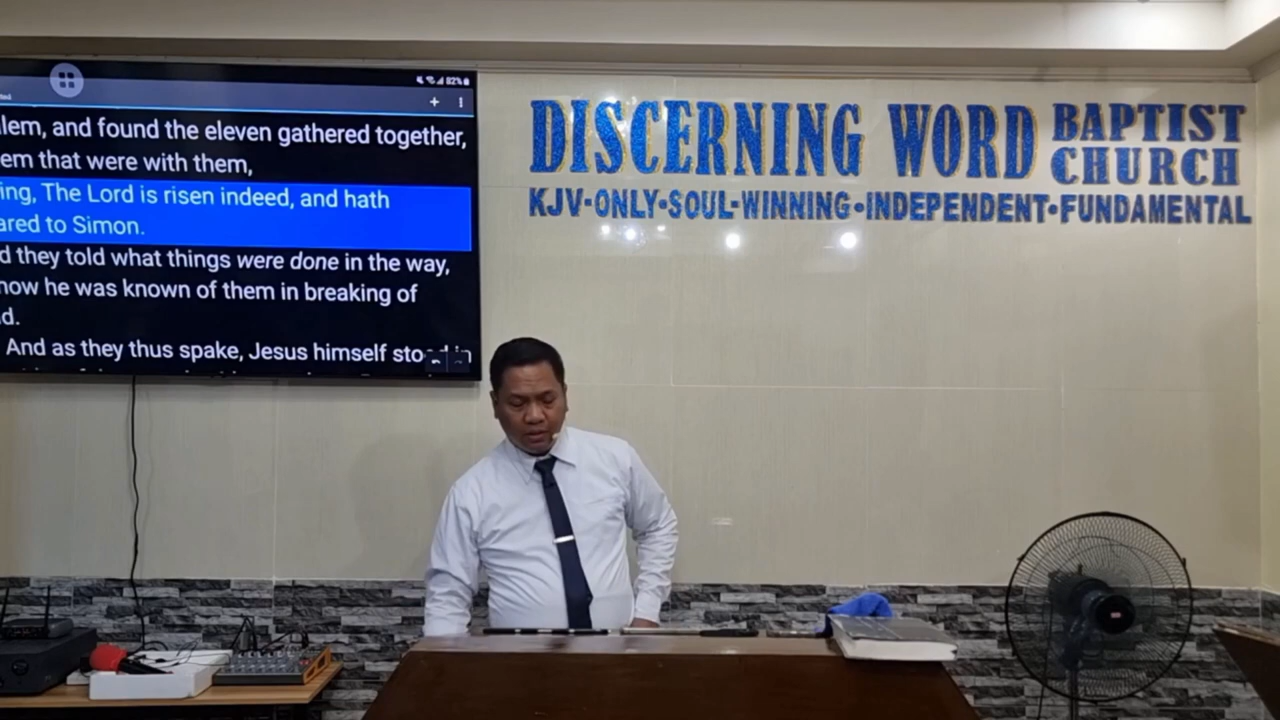 82%
lem, and found the eleven gathered together,
em that were with them,
ing, The Lord is risen indeed, and hath
ared to Simon.
d they told what things were done in the way,
how he was known of them in breaking of
d.
And as they thus spake, Jesus himself stood in
DISCERNING WORD BAPTIST CHURCH
KJV-ONLY•SOUL-WINNING•INDEPENDENT•FUNDAMENTAL